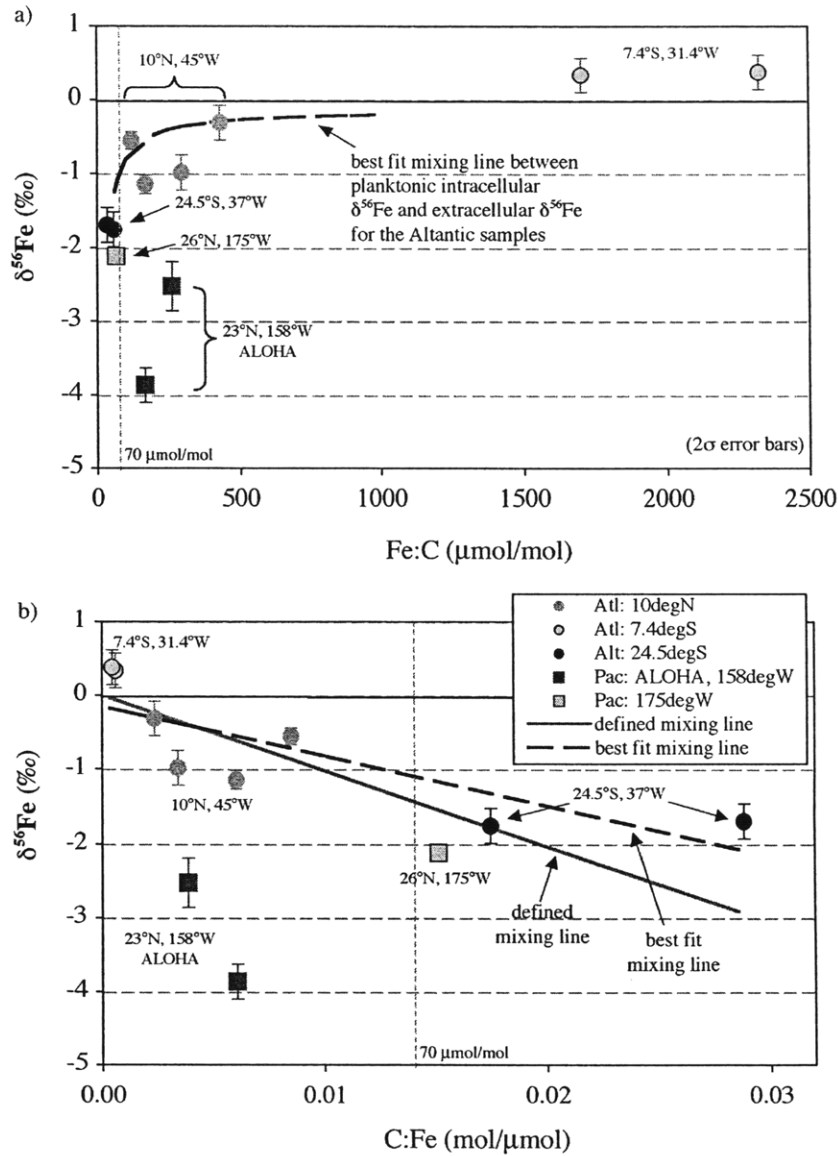 a)
1
0
-1
-2
-3
-4
-5
δ⁵⁶Fe (‰)
10°N, 45°W
7.4°S, 31.4°W
best fit mixing line between
planktonic intracellular
δ⁵⁶Fe and extracellular δ⁵⁶Fe
for the Altantic samples
24.5°S, 37°W
26°N, 175°W
23°N, 158°W
ALOHA
70 μmol/mol
(2σ error bars)
0
500
1000
1500
2000
2500
Fe:C (μmol/mol)
b)
1
0
-1
-2
-3
-4
-5
δ⁵⁶Fe (‰)
7.4°S, 31.4°W
Atl: 10degN
Atl: 7.4degS
Alt: 24.5degS
Pac: ALOHA, 158degW
Pac: 175degW
defined mixing line
best fit mixing line
10°N, 45°W
24.5°S, 37°W
26°N, 175°W
23°N, 158°W
ALOHA
defined
mixing line
best fit
mixing line
70 μmol/mol
0.00
0.01
0.02
0.03
C:Fe (mol/μmol)